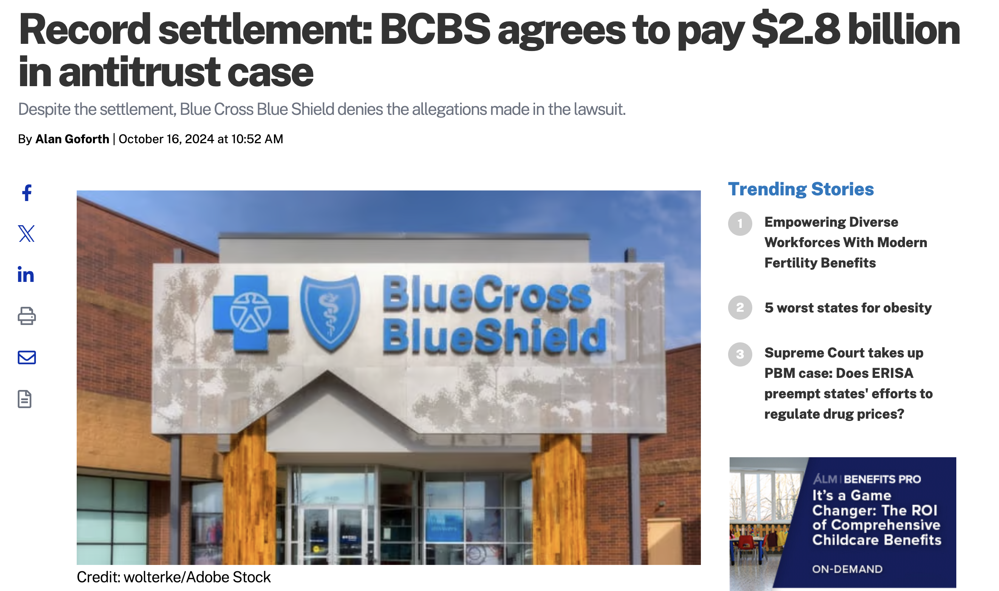 Record settlement: BCBS agrees to pay $2.8 billion
in antitrust case
Despite the settlement, Blue Cross Blue Shield denies the allegations made in the lawsuit.
By Alan Goforth | October 16, 2024 at 10:52 AM
BlueCross
BlueShield
Credit: wolterke/Adobe Stock
Trending Stories
1
Empowering Diverse
Workforces With Modern
Fertility Benefits
2
5 worst states for obesity
3
Supreme Court takes up
PBM case: Does ERISA
preempt states' efforts to
regulate drug prices?
ALM | BENEFITS PRO
It's a Game
Changer: The ROI
of Comprehensive
Childcare Benefits
ON-DEMAND